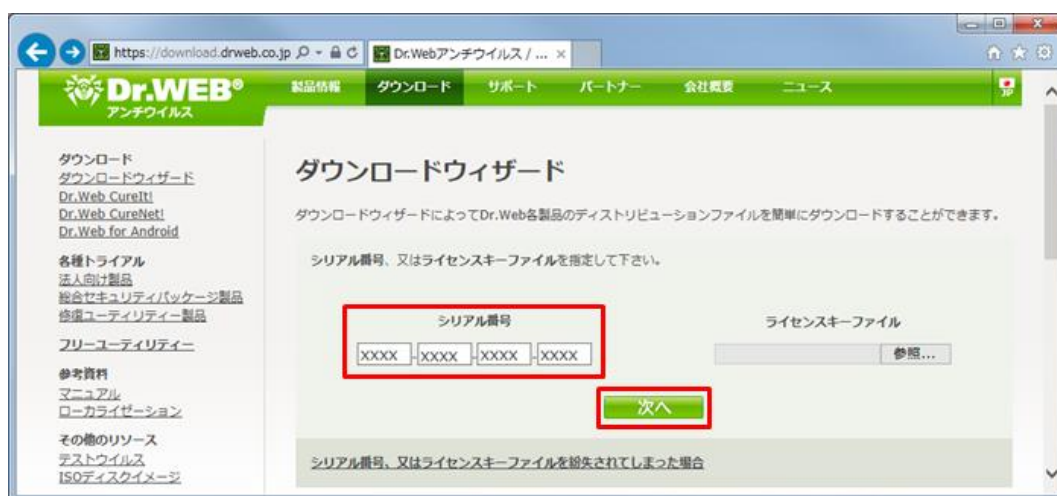 https://download.drweb.co.jp
Dr.Webアンチウイルス / ...
Dr.WEB®
アンチウイルス
製品情報
ダウンロード
サポート
パートナー
会社概要
ニュース
JP
ダウンロード
ダウンロードウィザード
Dr.Web CureIt!
Dr.Web CureNet!
Dr.Web for Android
各種トライアル
法人向け製品
総合セキュリティパッケージ製品
修復ユーティリティー製品
フリーユーティリティー
参考資料
マニュアル
ローカライゼーション
その他のリソース
テストウイルス
ISOディスクイメージ
ダウンロードウィザード
ダウンロードウィザードによってDr.Web各製品のディストリビューションファイルを簡単にダウンロードすることができます。
シリアル番号、又はライセンスキーファイルを指定して下さい。
シリアル番号
xxxx - xxxx - xxxx - xxxx
ライセンスキーファイル
参照...
次へ
シリアル番号、又はライセンスキーファイルを紛失されてしまった場合